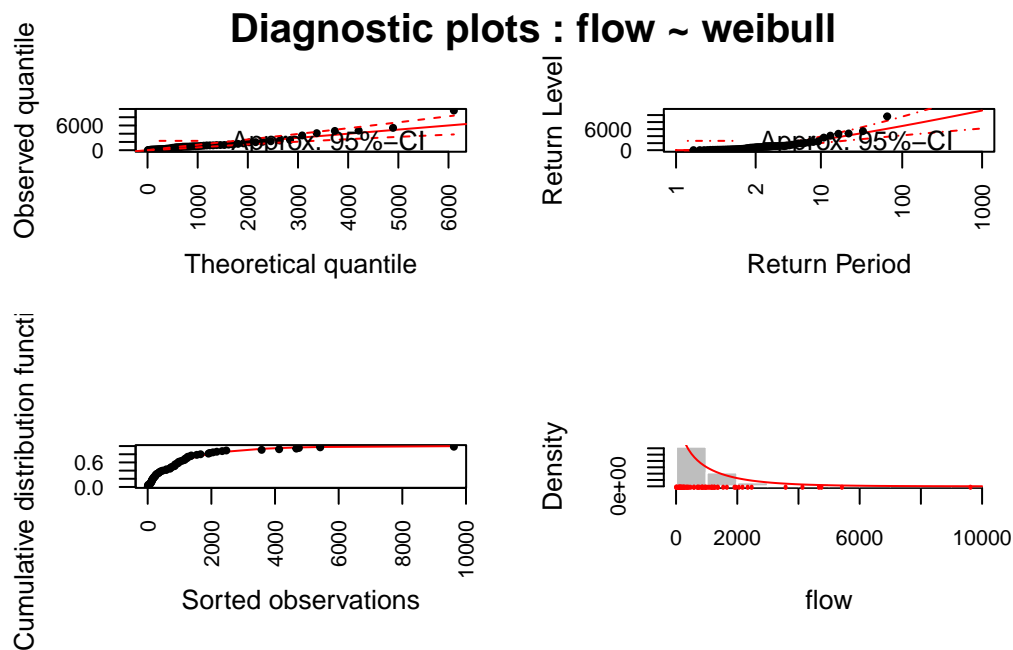 Diagnostic plots : flow ~ weibull
Observed quantile
6000
0
Approx. 95%−CI
0 1000 2000 3000 4000 5000 6000
Theoretical quantile
Return Level
6000
0
Approx. 95%−CI
1 2 10 100 1000
Return Period
Cumulative distribution functi
0.6
0.0
0 2000 4000 6000 8000 10000
Sorted observations
Density
0e+00
0 2000 6000 10000
flow